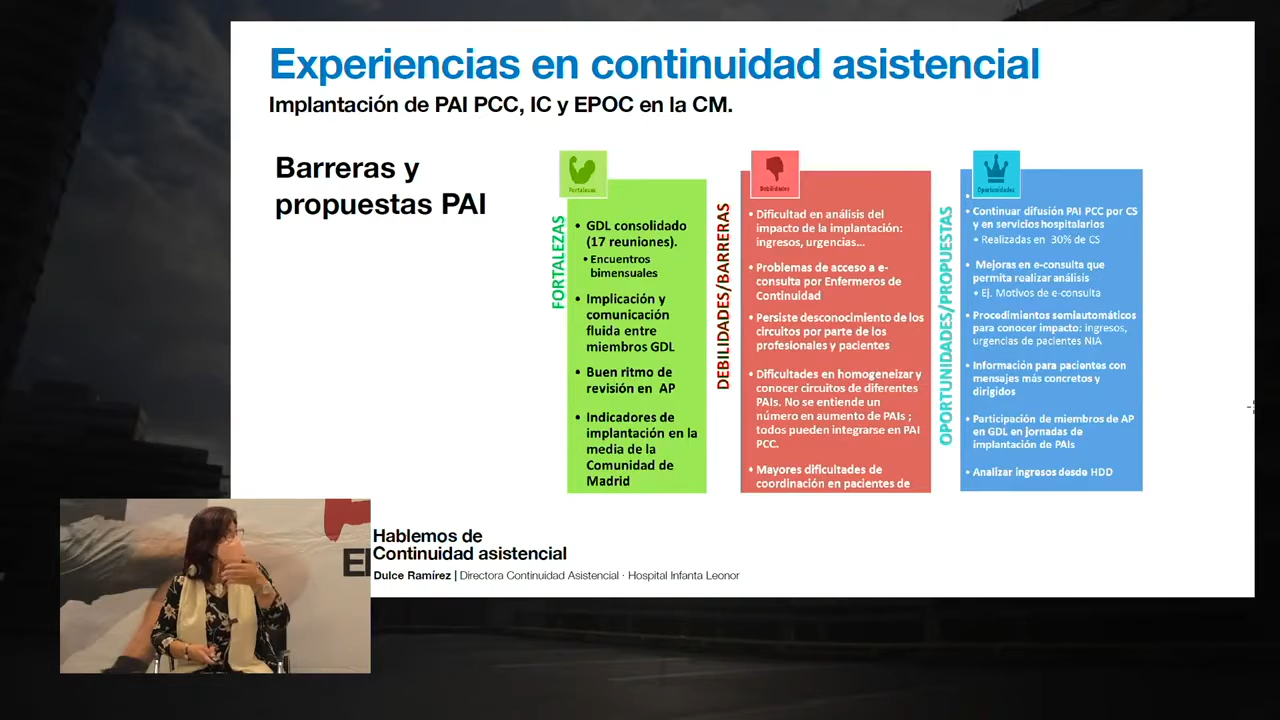 Experiencias en continuidad asistencial
Implantación de PAI PCC, IC y EPOC en la CM.
Barreras y
propuestas PAI
Fortalezas
FORTALEZAS
• GDL consolidado
(17 reuniones).
• Encuentros
bimensuales
• Implicación y
comunicación
fluida entre
miembros GDL
• Buen ritmo de
revisión en AP
• Indicadores de
implantación en la
media de la
Comunidad de
Madrid
Debilidades
DEBILIDADES/BARRERAS
• Dificultad en análisis del
impacto de la implantación:
ingresos, urgencias...
• Problemas de acceso a e-
consulta por Enfermeros de
Continuidad
• Persiste desconocimiento de los
circuitos por parte de los
profesionales y pacientes
• Dificultades en homogeneizar y
conocer circuitos de diferentes
PAIs. No se entiende un
número en aumento de PAIs ;
todos pueden integrarse en PAI
PCC.
• Mayores dificultades de
coordinación en pacientes de
Oportunidades
OPORTUNIDADES/PROPUESTAS
•
• Continuar difusión PAI PCC por CS
y en servicios hospitalarios
• Realizadas en 30% de CS
• Mejoras en e-consulta que
permita realizar análisis
• Ej. Motivos de e-consulta
• Procedimientos semiautomáticos
para conocer impacto: ingresos,
urgencias de pacientes NIA
• Información para pacientes con
mensajes más concretos y
dirigidos
• Participación de miembros de AP
en GDL en jornadas de
implantación de PAIs
• Analizar ingresos desde HDD
Hablemos de
Continuidad asistencial
Dulce Ramírez | Directora Continuidad Asistencial · Hospital Infanta Leonor